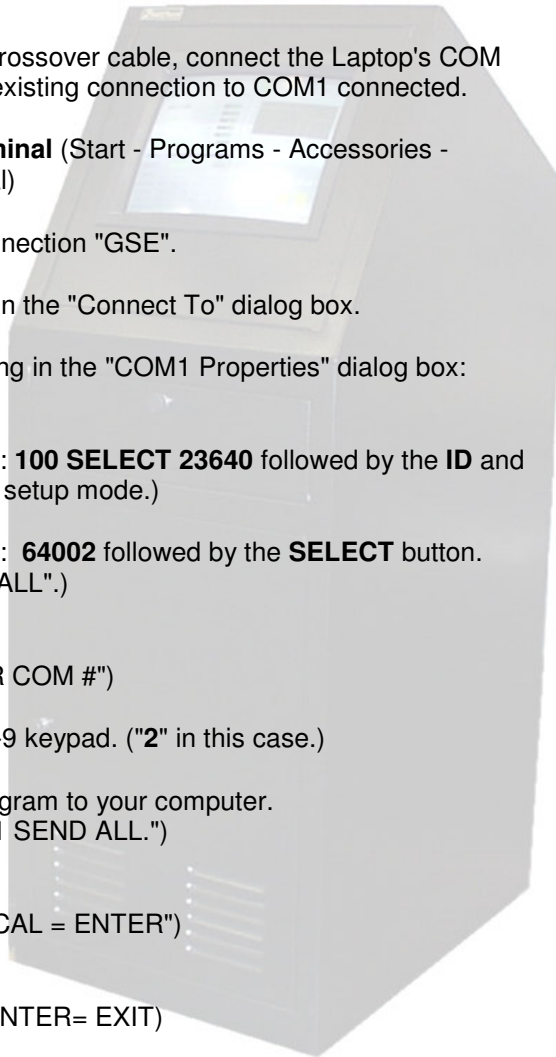 rossover cable, connect the Laptop's COM
existing connection to COM1 connected.
minal (Start - Programs - Accessories -
l)
nection "GSE".
n the "Connect To" dialog box.
ng in the "COM1 Properties" dialog box:
: 100 SELECT 23640 followed by the ID and
setup mode.)
: 64002 followed by the SELECT button.
ALL".)
R COM #")
-9 keypad. ("2" in this case.)
gram to your computer.
SEND ALL.")
CAL = ENTER")
NTER= EXIT)